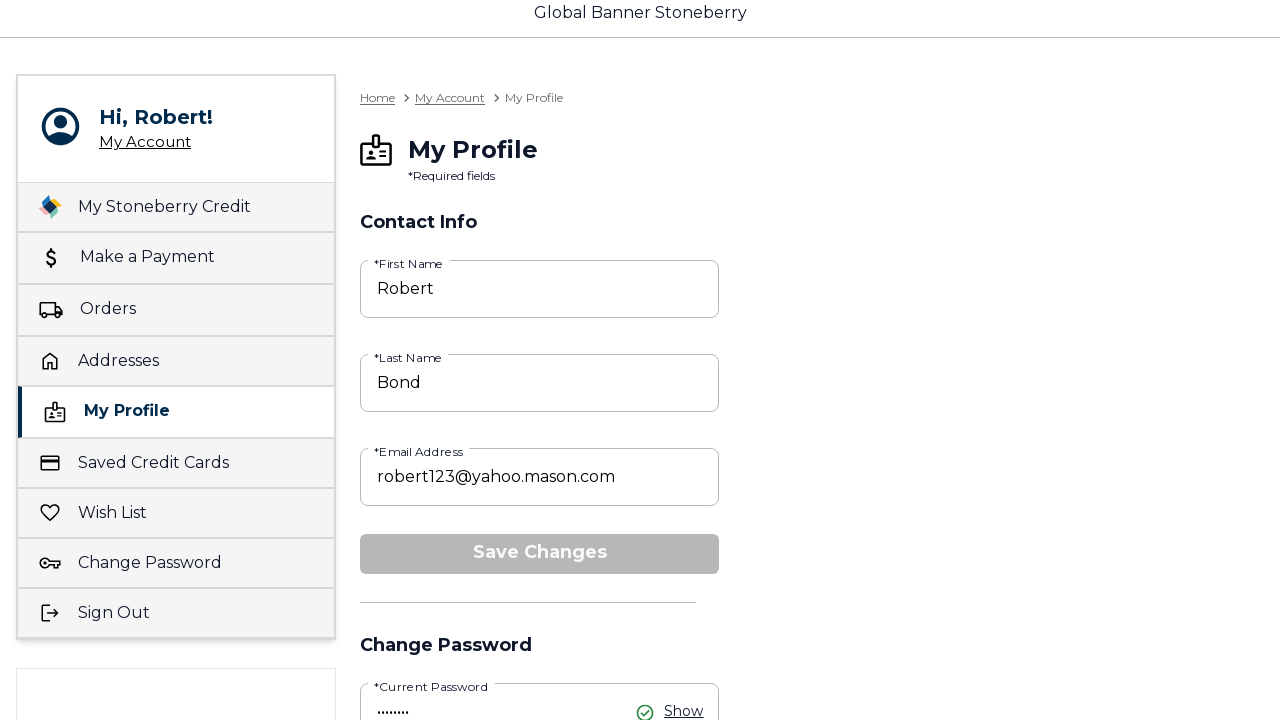 Global Banner Stoneberry
Hi, Robert!
My Account
My Stoneberry Credit
Make a Payment
Orders
Addresses
My Profile
Saved Credit Cards
Wish List
Change Password
Sign Out
Home > My Account > My Profile
My Profile
*Required fields
Contact Info
*First Name
Robert
*Last Name
Bond
*Email Address
robert123@yahoo.mason.com
Save Changes
Change Password
*Current Password
········ Show